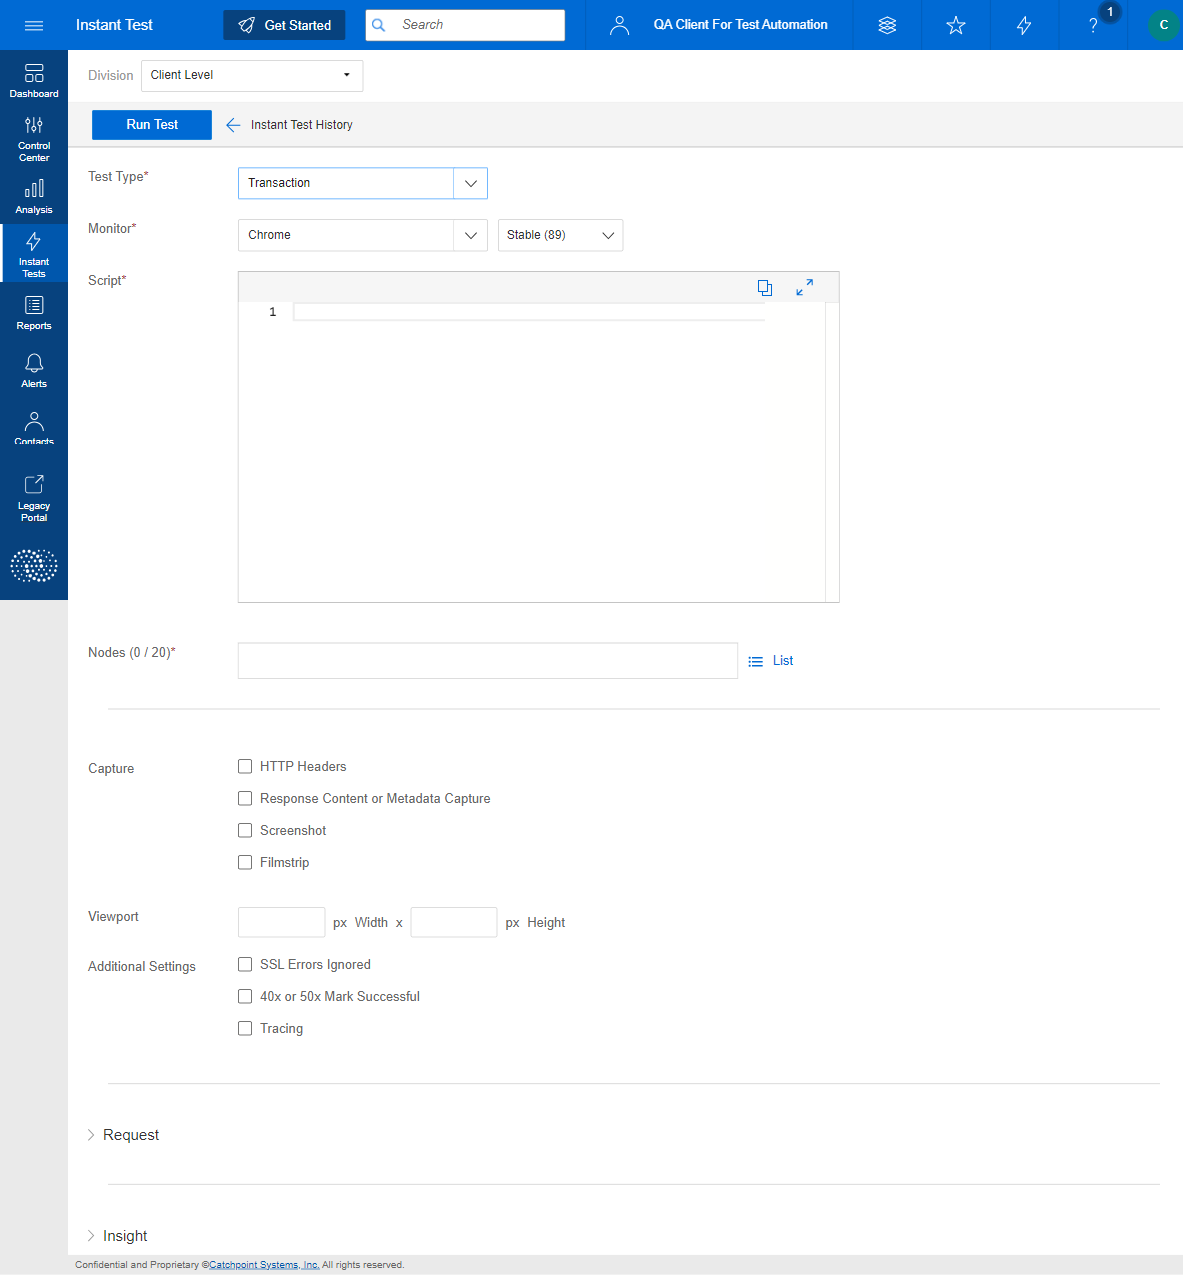 Instant Test
Get Started
Search
QA Client For Test Automation
?
1
C
Dashboard
Control
Center
Analysis
Instant
Tests
Reports
Alerts
Contacts
Legacy
Portal
Division
Client Level
Run Test
Instant Test History
Test Type*
Transaction
Monitor*
Chrome
Stable (89)
Script*
1
Nodes (0 / 20)*
List
Capture
HTTP Headers
Response Content or Metadata Capture
Screenshot
Filmstrip
Viewport
px Width x
px Height
Additional Settings
SSL Errors Ignored
40x or 50x Mark Successful
Tracing
Request
Insight
Confidential and Proprietary ©Catchpoint Systems, Inc. All rights reserved.